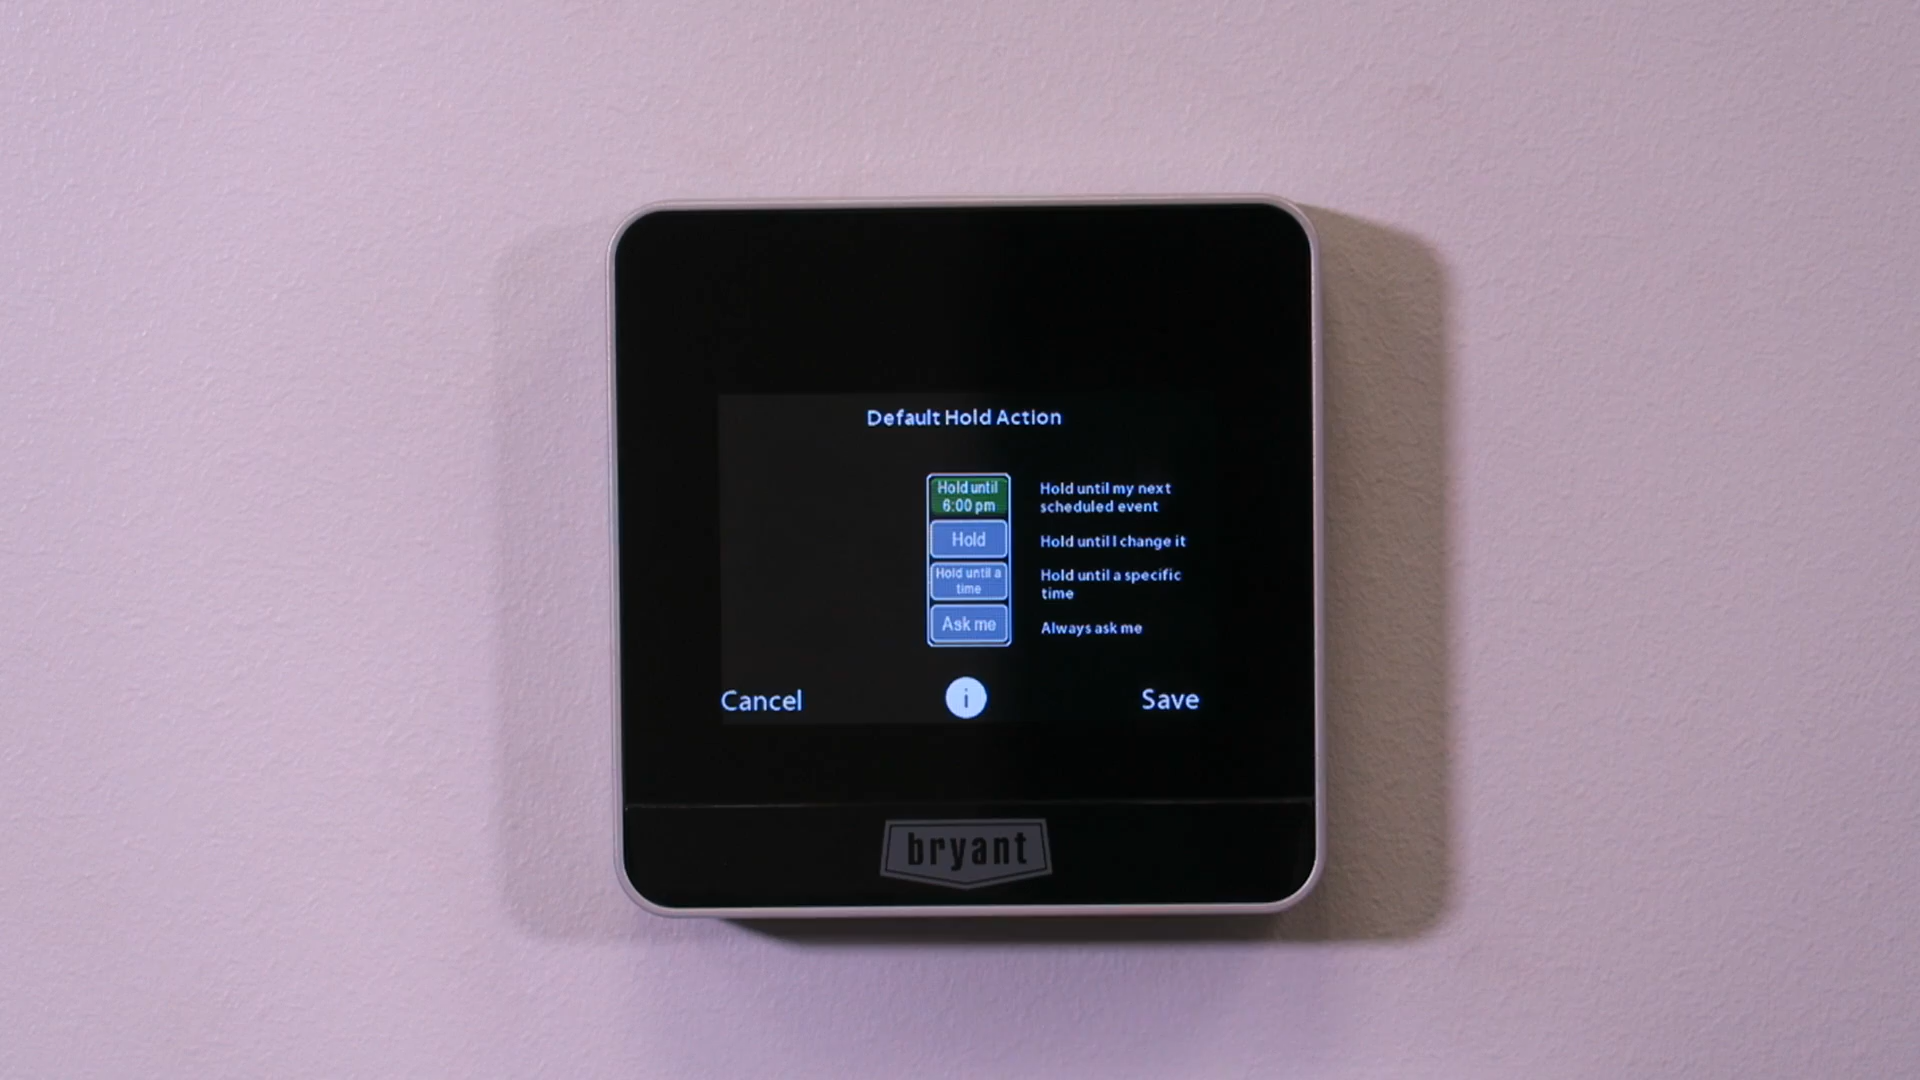 Default Hold Action
Hold until
6:00 pm
Hold until my next
scheduled event
Hold
Hold until I change it
Hold until a
time
Hold until a specific
time
Ask me
Always ask me
Cancel
i
Save
bryant